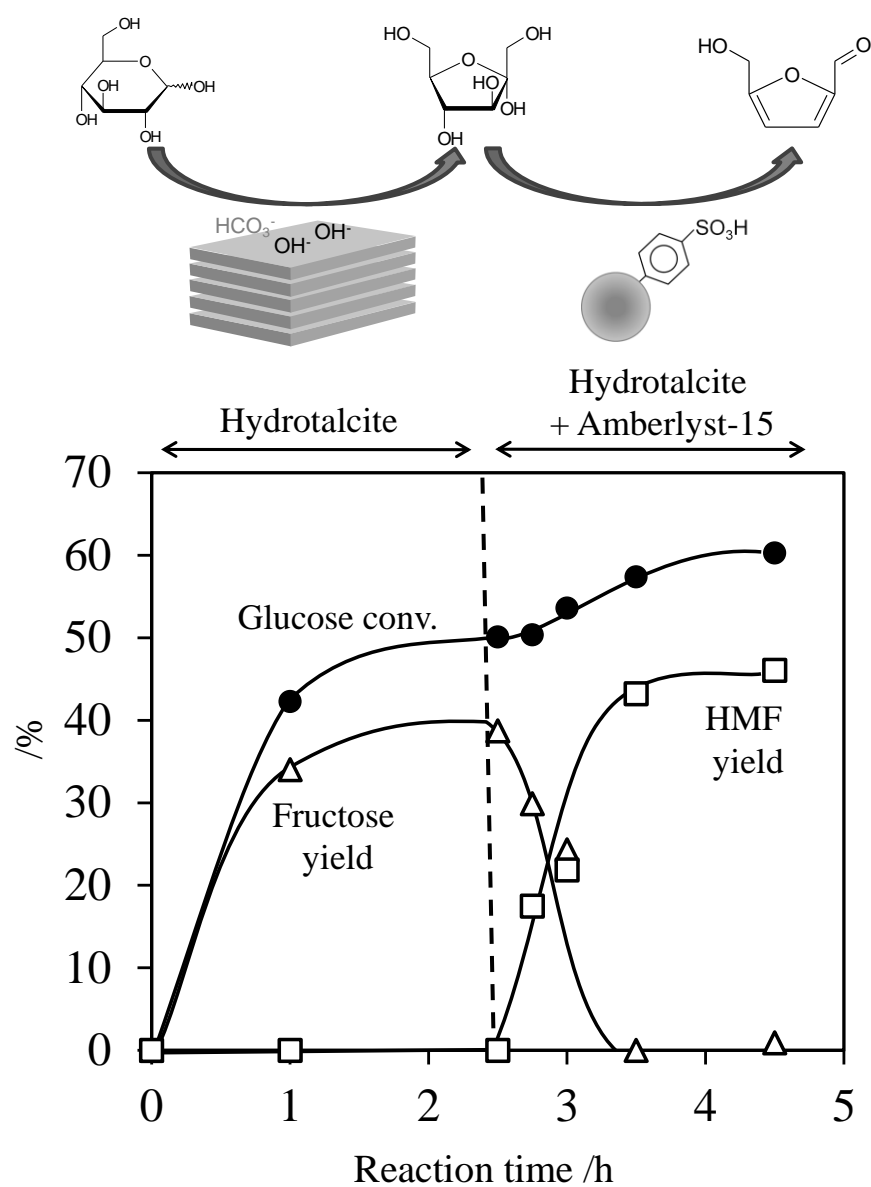 OH
O
OH
OH
OH
OH
HO
OH
O
HO
OH
OH
HO
O
O
HCO₃⁻
OH⁻
OH⁻
SO₃H
Hydrotalcite
Hydrotalcite
+ Amberlyst-15
70
60
50
40
30
20
10
0
/%
Glucose conv.
Fructose
yield
HMF
yield
0
1
2
3
4
5
Reaction time /h